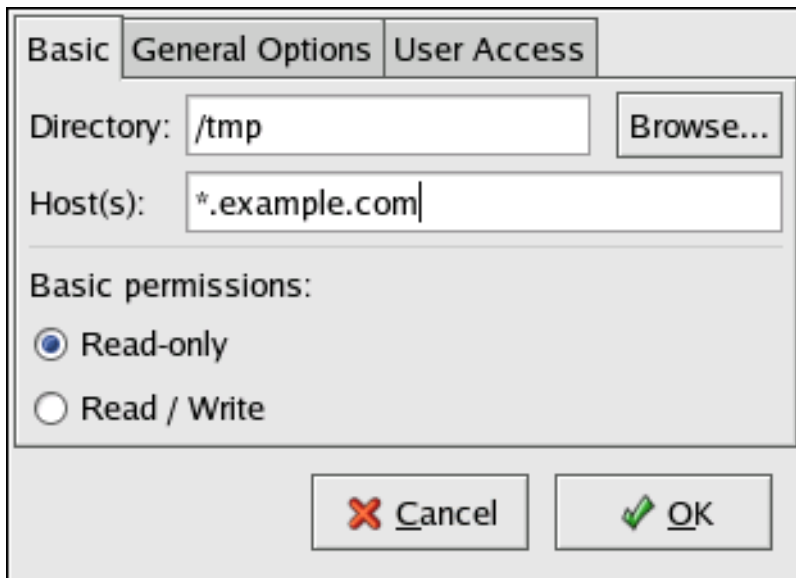 Basic General Options User Access
Directory: /tmp Browse...
Host(s): *.example.com
Basic permissions:
Read-only
Read / Write
Cancel OK